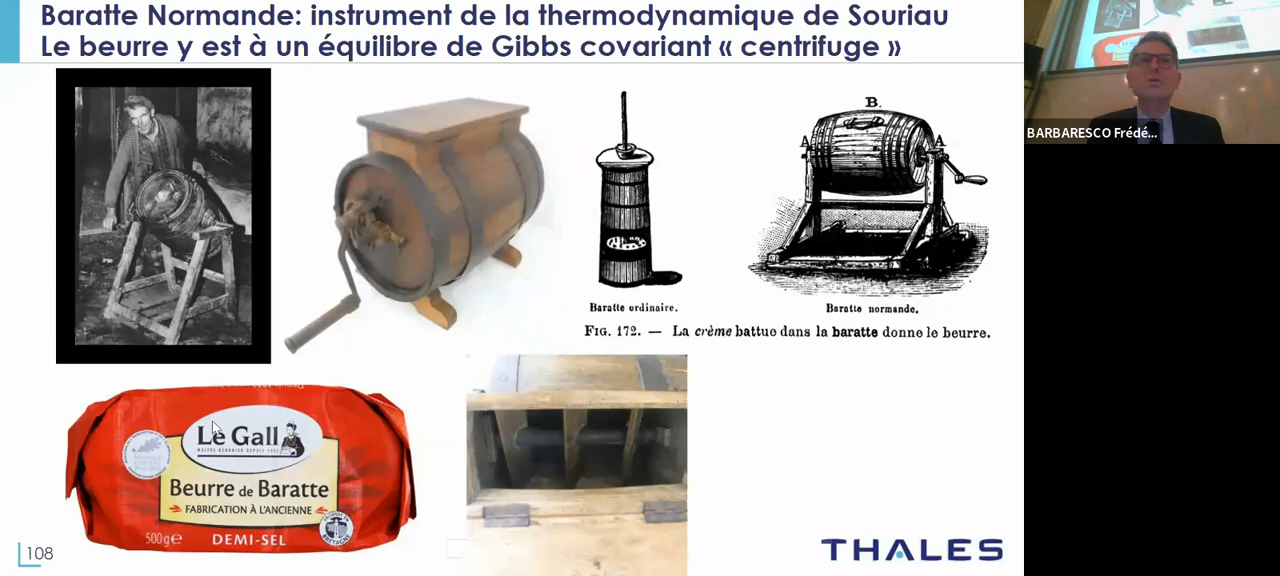 Baratte Normande: instrument de la thermodynamique de Souriau
Le beurre y est à un équilibre de Gibbs covariant « centrifuge »
BARBARESCO Frédé...
B.
A
A
Baratte ordinaire.
Baratte normande.
FIG. 172. — La crème battue dans la baratte donne le beurre.
Le Gall
Beurre de Baratte
FABRICATION À L'ANCIENNE
500g e
DEMI-SEL
108
THALES